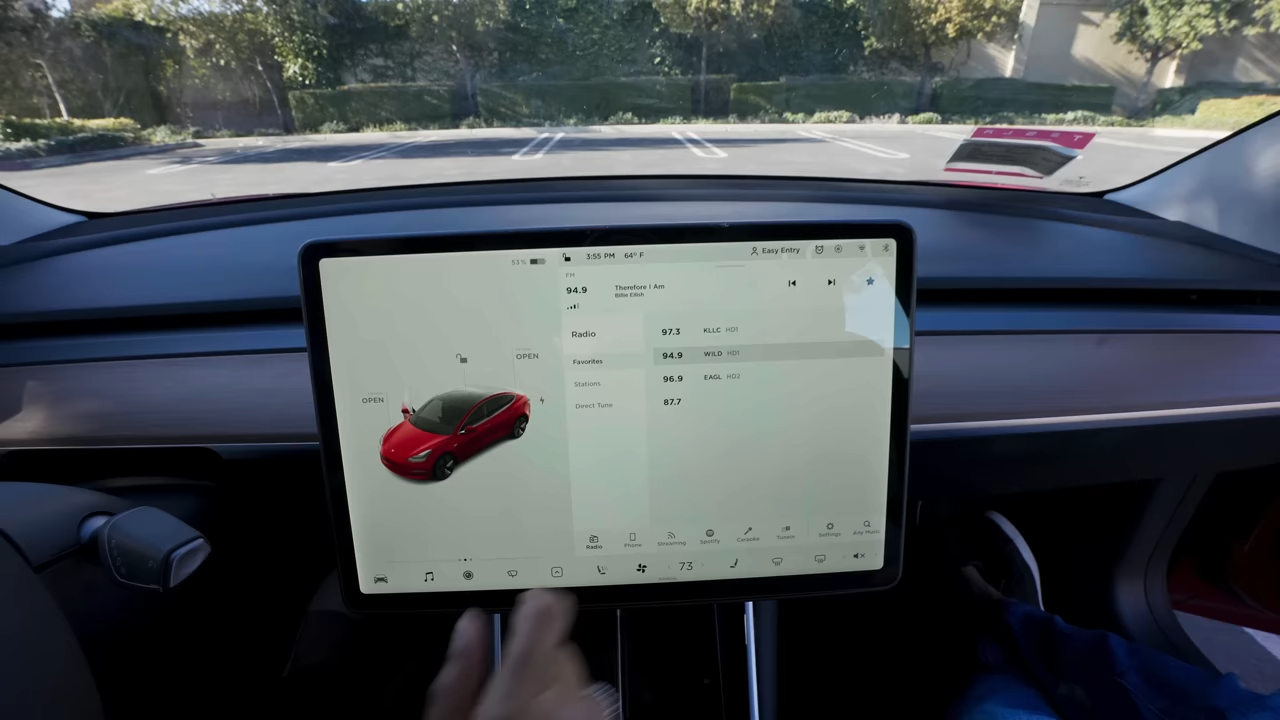 TESLA
53 %
3:55 PM 64° F
Easy Entry
FM
94.9
Therefore I Am
Billie Eilish
Radio
Favorites
Stations
Direct Tune
97.3 KLLC HD1
94.9 WILD HD1
96.9 EAGL HD2
87.7
OPEN
OPEN
Radio
Phone
Streaming
Spotify
Caraoke
TuneIn
Settings
Any Music
73